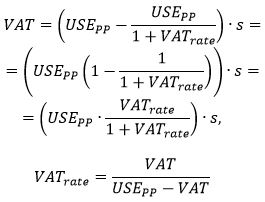 VAT = (USE_PP − USE_PP / (1 + VAT_rate)) · s =
= (USE_PP (1 − 1 / (1 + VAT_rate))) · s =
= (USE_PP · VAT_rate / (1 + VAT_rate)) · s,
VAT_rate = VAT / (USE_PP − VAT)